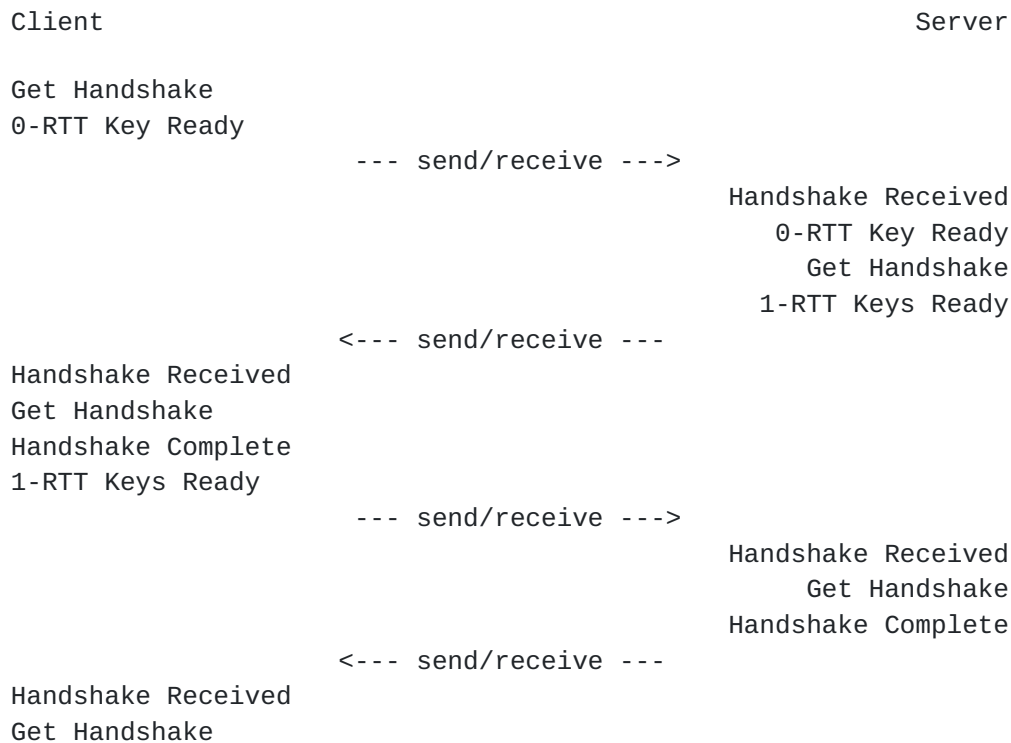 Client Server
Get Handshake
0-RTT Key Ready
--- send/receive --->
Handshake Received
0-RTT Key Ready
Get Handshake
1-RTT Keys Ready
<--- send/receive ---
Handshake Received
Get Handshake
Handshake Complete
1-RTT Keys Ready
--- send/receive --->
Handshake Received
Get Handshake
Handshake Complete
<--- send/receive ---
Handshake Received
Get Handshake